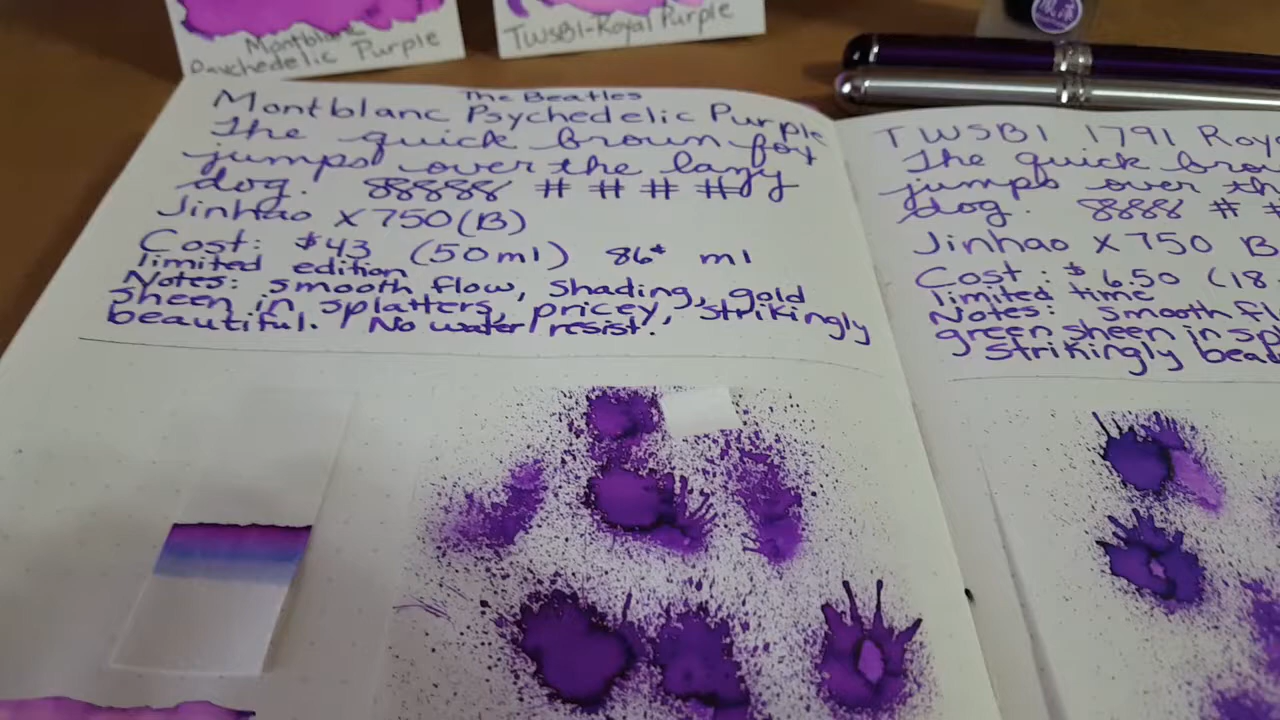 Montblanc
Psychedelic Purple
TWSBI-Royal Purple
The Beatles
Montblanc Psychedelic Purple
The quick brown fox
jumps over the lazy
dog. 88888 # # # #
Jinhao X750(B)
Cost: $43 (50ml) 86¢ ml
limited edition
Notes: smooth flow, shading, gold
sheen in splatters, pricey, strikingly
beautiful. No water resist.
TWSBI 1791 Roy
The quick bro
jumps over th
dog. 8888 #
Jinhao X750 B
Cost: $6.50 (18
limited time
Notes: smooth fl
green sheen in sp
strikingly beau